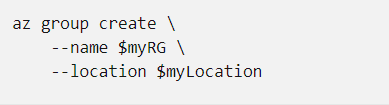 az group create \
    --name $myRG \
    --location $myLocation